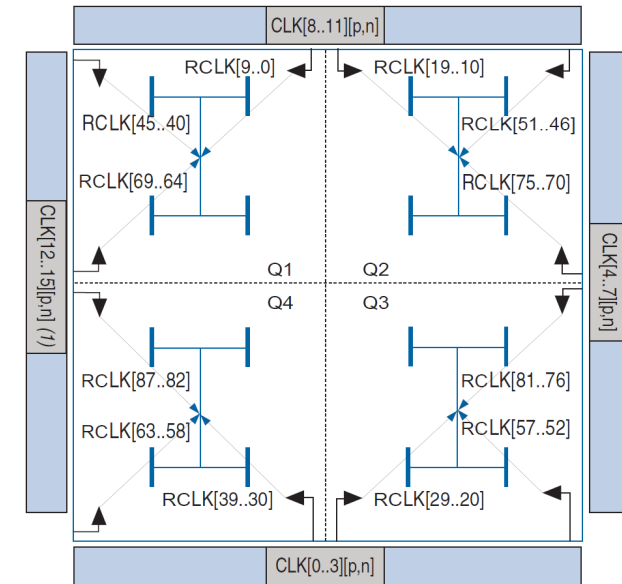 CLK[8..11][p,n]
RCLK[9..0]
RCLK[19..10]
RCLK[45..40]
RCLK[51..46]
RCLK[69..64]
RCLK[75..70]
CLK[12..15][p,n] (1)
CLK[4..7][p,n]
Q1
Q2
Q4
Q3
RCLK[87..82]
RCLK[81..76]
RCLK[63..58]
RCLK[57..52]
RCLK[39..30]
RCLK[29..20]
CLK[0..3][p,n]